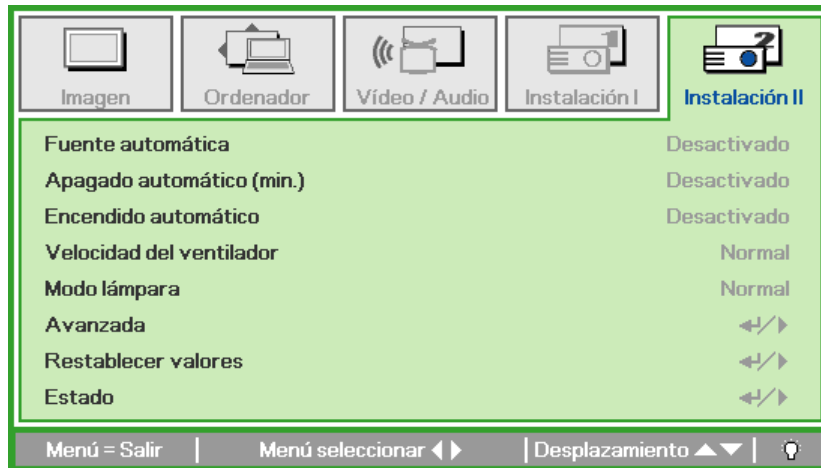 Imagen
Ordenador
Vídeo / Audio
Instalación I
Instalación II
Fuente automática Desactivado
Apagado automático (min.) Desactivado
Encendido automático Desactivado
Velocidad del ventilador Normal
Modo lámpara Normal
Avanzada
Restablecer valores
Estado
Menú = Salir Menú seleccionar Desplazamiento